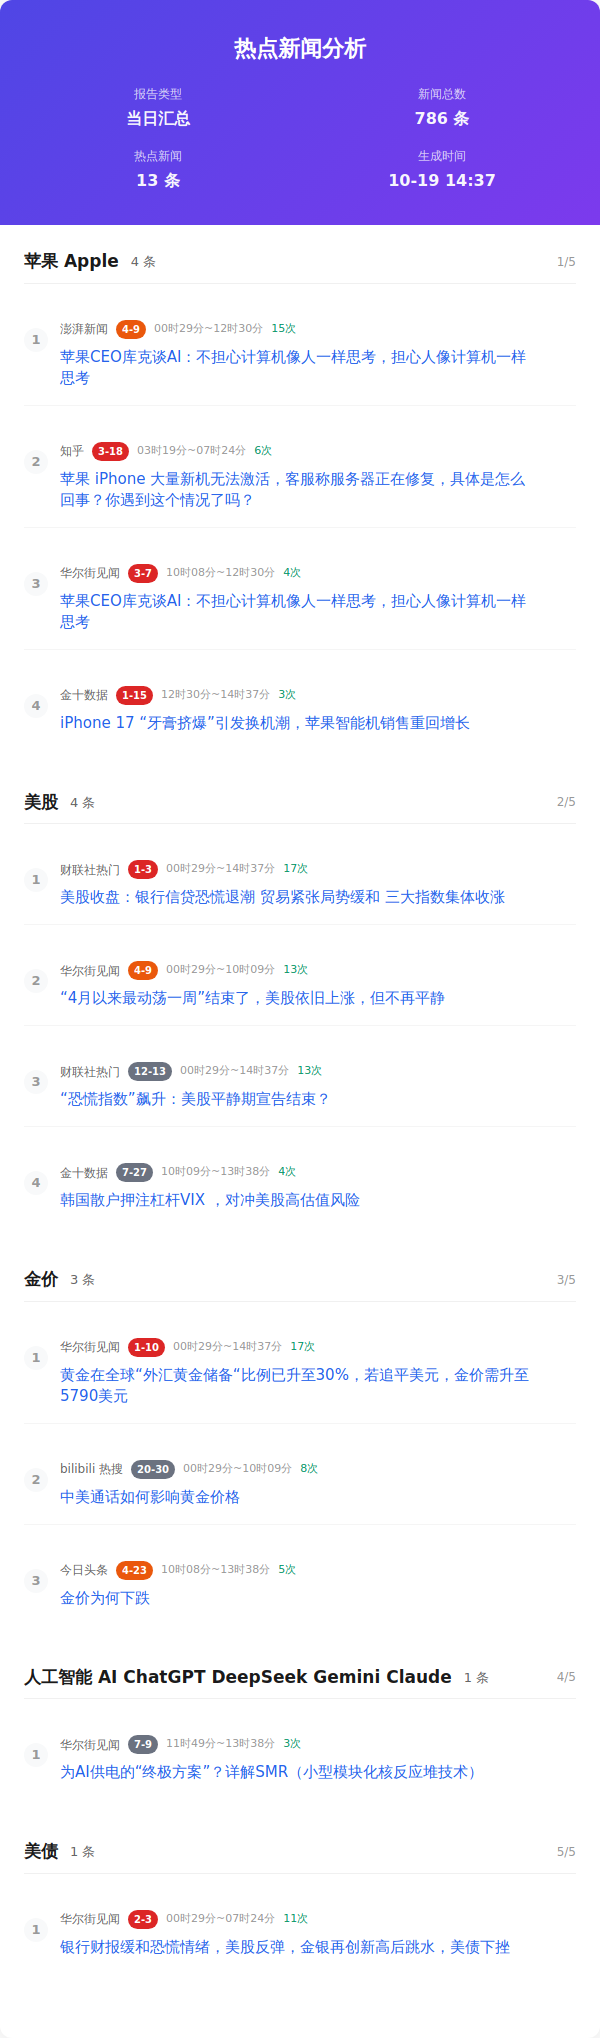 热点新闻分析
报告类型
新闻总数
当日汇总
786 条
热点新闻
生成时间
13 条
10-19 14:37
苹果 Apple 4 条 1/5
1
澎湃新闻 4-9 00时29分~12时30分 15次
苹果CEO库克谈AI：不担心计算机像人一样思考，担心人像计算机一样
思考
2
知乎 3-18 03时19分~07时24分 6次
苹果 iPhone 大量新机无法激活，客服称服务器正在修复，具体是怎么
回事？你遇到这个情况了吗？
3
华尔街见闻 3-7 10时08分~12时30分 4次
苹果CEO库克谈AI：不担心计算机像人一样思考，担心人像计算机一样
思考
4
金十数据 1-15 12时30分~14时37分 3次
iPhone 17 “牙膏挤爆”引发换机潮，苹果智能机销售重回增长
美股 4 条 2/5
1
财联社热门 1-3 00时29分~14时37分 17次
美股收盘：银行信贷恐慌退潮 贸易紧张局势缓和 三大指数集体收涨
2
华尔街见闻 4-9 00时29分~10时09分 13次
“4月以来最动荡一周”结束了，美股依旧上涨，但不再平静
3
财联社热门 12-13 00时29分~14时37分 13次
“恐慌指数”飙升：美股平静期宣告结束？
4
金十数据 7-27 10时09分~13时38分 4次
韩国散户押注杠杆VIX ，对冲美股高估值风险
金价 3 条 3/5
1
华尔街见闻 1-10 00时29分~14时37分 17次
黄金在全球“外汇黄金储备“比例已升至30%，若追平美元，金价需升至
5790美元
2
bilibili 热搜 20-30 00时29分~10时09分 8次
中美通话如何影响黄金价格
3
今日头条 4-23 10时08分~13时38分 5次
金价为何下跌
人工智能 AI ChatGPT DeepSeek Gemini Claude 1 条 4/5
1
华尔街见闻 7-9 11时49分~13时38分 3次
为AI供电的“终极方案”？详解SMR（小型模块化核反应堆技术）
美债 1 条 5/5
1
华尔街见闻 2-3 00时29分~07时24分 11次
银行财报缓和恐慌情绪，美股反弹，金银再创新高后跳水，美债下挫